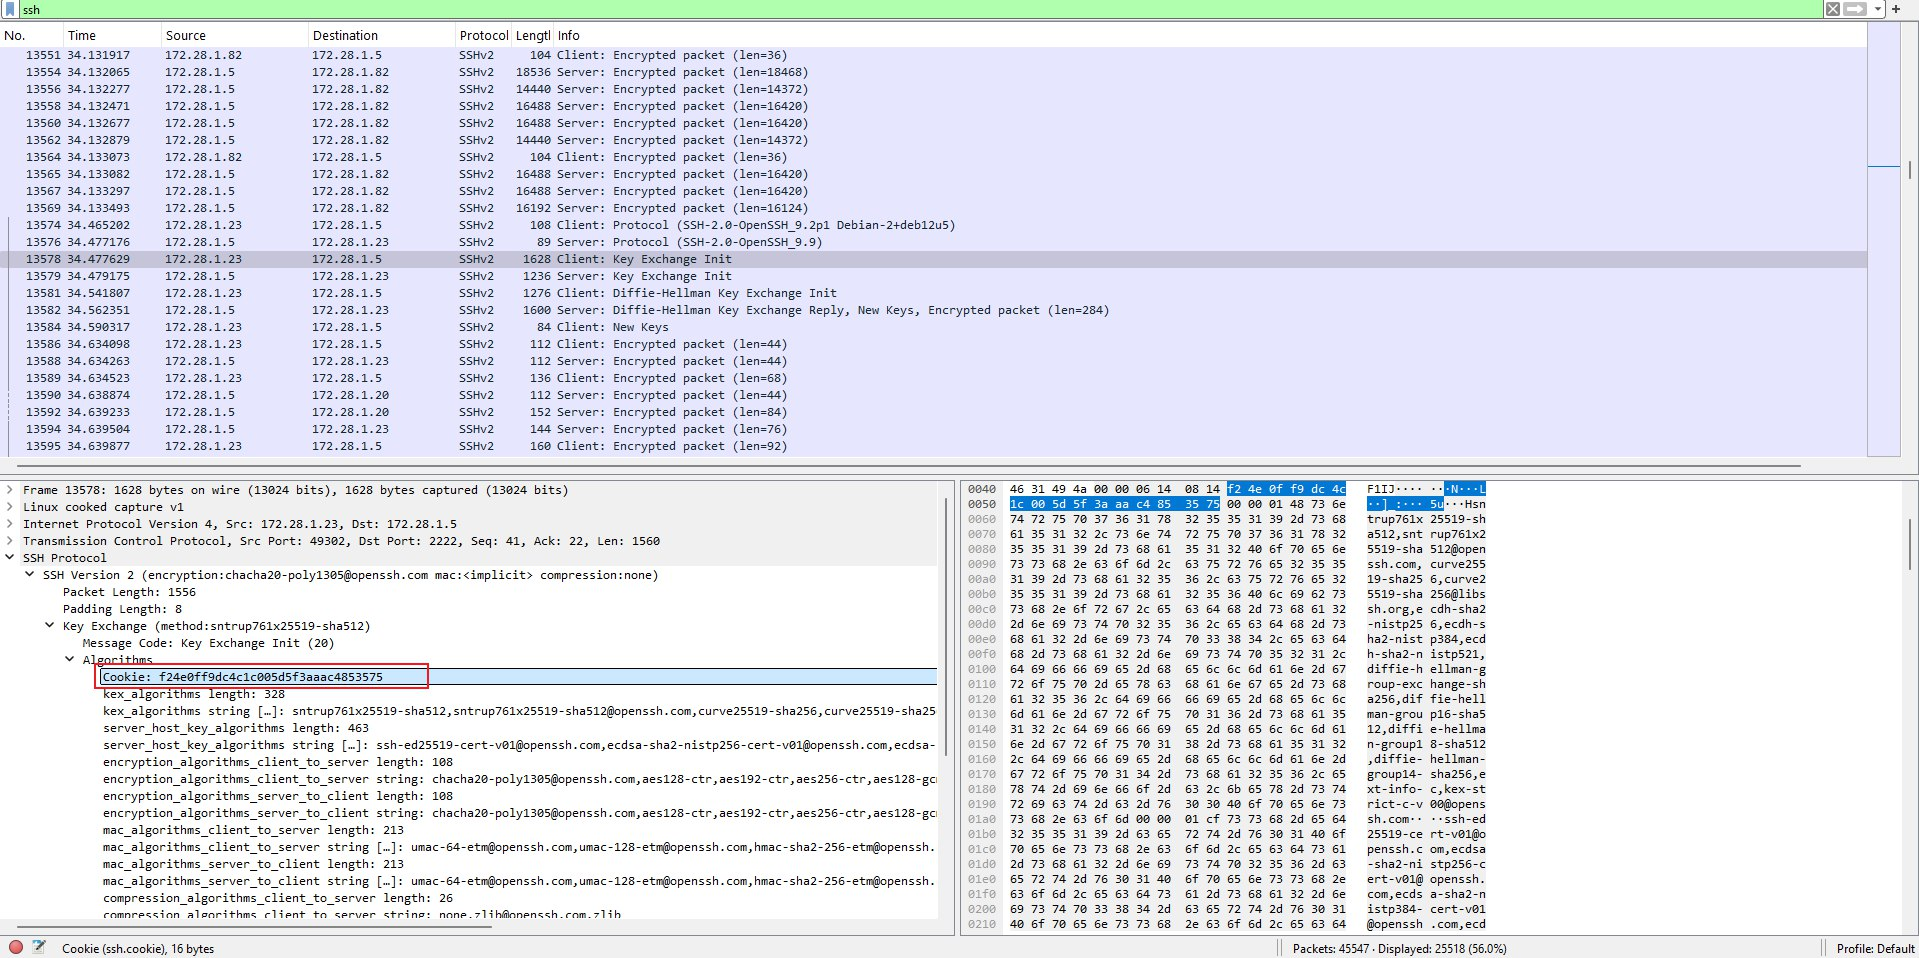 ssh
No. Time Source Destination Protocol Lengtl Info
13551 34.131917 172.28.1.82 172.28.1.5 SSHv2 104 Client: Encrypted packet (len=36)
13554 34.132065 172.28.1.5 172.28.1.82 SSHv2 18536 Server: Encrypted packet (len=18468)
13556 34.132277 172.28.1.5 172.28.1.82 SSHv2 14440 Server: Encrypted packet (len=14372)
13558 34.132471 172.28.1.5 172.28.1.82 SSHv2 16488 Server: Encrypted packet (len=16420)
13560 34.132677 172.28.1.5 172.28.1.82 SSHv2 16488 Server: Encrypted packet (len=16420)
13562 34.132879 172.28.1.5 172.28.1.82 SSHv2 14440 Server: Encrypted packet (len=14372)
13564 34.133073 172.28.1.82 172.28.1.5 SSHv2 104 Client: Encrypted packet (len=36)
13565 34.133082 172.28.1.5 172.28.1.82 SSHv2 16488 Server: Encrypted packet (len=16420)
13567 34.133297 172.28.1.5 172.28.1.82 SSHv2 16488 Server: Encrypted packet (len=16420)
13569 34.133493 172.28.1.5 172.28.1.82 SSHv2 16192 Server: Encrypted packet (len=16124)
13574 34.465202 172.28.1.23 172.28.1.5 SSHv2 108 Client: Protocol (SSH-2.0-OpenSSH_9.2p1 Debian-2+deb12u5)
13576 34.477176 172.28.1.5 172.28.1.23 SSHv2 89 Server: Protocol (SSH-2.0-OpenSSH_9.9)
13578 34.477629 172.28.1.23 172.28.1.5 SSHv2 1628 Client: Key Exchange Init
13579 34.479175 172.28.1.5 172.28.1.23 SSHv2 1236 Server: Key Exchange Init
13581 34.541807 172.28.1.23 172.28.1.5 SSHv2 1276 Client: Diffie-Hellman Key Exchange Init
13582 34.562351 172.28.1.5 172.28.1.23 SSHv2 1600 Server: Diffie-Hellman Key Exchange Reply, New Keys, Encrypted packet (len=284)
13584 34.590317 172.28.1.23 172.28.1.5 SSHv2 84 Client: New Keys
13586 34.634098 172.28.1.23 172.28.1.5 SSHv2 112 Client: Encrypted packet (len=44)
13588 34.634263 172.28.1.5 172.28.1.23 SSHv2 112 Server: Encrypted packet (len=44)
13589 34.634523 172.28.1.23 172.28.1.5 SSHv2 136 Client: Encrypted packet (len=68)
13590 34.638874 172.28.1.5 172.28.1.20 SSHv2 112 Server: Encrypted packet (len=44)
13592 34.639233 172.28.1.5 172.28.1.20 SSHv2 152 Server: Encrypted packet (len=84)
13594 34.639504 172.28.1.5 172.28.1.23 SSHv2 144 Server: Encrypted packet (len=76)
13595 34.639877 172.28.1.23 172.28.1.5 SSHv2 160 Client: Encrypted packet (len=92)
Frame 13578: 1628 bytes on wire (13024 bits), 1628 bytes captured (13024 bits)
Linux cooked capture v1
Internet Protocol Version 4, Src: 172.28.1.23, Dst: 172.28.1.5
Transmission Control Protocol, Src Port: 49302, Dst Port: 2222, Seq: 41, Ack: 22, Len: 1560
SSH Protocol
SSH Version 2 (encryption:chacha20-poly1305@openssh.com mac:<implicit> compression:none)
Packet Length: 1556
Padding Length: 8
Key Exchange (method:sntrup761x25519-sha512)
Message Code: Key Exchange Init (20)
Algorithms
Cookie: f24e0ff9dc4c1c005d5f3aaac4853575
kex_algorithms length: 328
kex_algorithms string […]: sntrup761x25519-sha512,sntrup761x25519-sha512@openssh.com,curve25519-sha256,curve25519-sha25
server_host_key_algorithms length: 463
server_host_key_algorithms string […]: ssh-ed25519-cert-v01@openssh.com,ecdsa-sha2-nistp256-cert-v01@openssh.com,ecdsa-
encryption_algorithms_client_to_server length: 108
encryption_algorithms_client_to_server string: chacha20-poly1305@openssh.com,aes128-ctr,aes192-ctr,aes256-ctr,aes128-gc
encryption_algorithms_server_to_client length: 108
encryption_algorithms_server_to_client string: chacha20-poly1305@openssh.com,aes128-ctr,aes192-ctr,aes256-ctr,aes128-gc
mac_algorithms_client_to_server length: 213
mac_algorithms_client_to_server string […]: umac-64-etm@openssh.com,umac-128-etm@openssh.com,hmac-sha2-256-etm@openssh.
mac_algorithms_server_to_client length: 213
mac_algorithms_server_to_client string […]: umac-64-etm@openssh.com,umac-128-etm@openssh.com,hmac-sha2-256-etm@openssh.
compression_algorithms_client_to_server length: 26
compression_algorithms_client_to_server string: none,zlib@openssh.com,zlib
0040 46 31 49 4a 00 00 06 14 08 14 f2 4e 0f f9 dc 4c F1IJ···· ···N···L
0050 1c 00 5d 5f 3a aa c4 85 35 75 00 00 01 48 73 6e ··]_:··· 5u···Hsn
0060 74 72 75 70 37 36 31 78 32 35 35 31 39 2d 73 68 trup761x 25519-sh
0070 61 35 31 32 2c 73 6e 74 72 75 70 37 36 31 78 32 a512,snt rup761x2
0080 35 35 31 39 2d 73 68 61 35 31 32 40 6f 70 65 6e 5519-sha 512@open
0090 73 73 68 2e 63 6f 6d 2c 63 75 72 76 65 32 35 35 ssh.com, curve255
00a0 31 39 2d 73 68 61 32 35 36 2c 63 75 72 76 65 32 19-sha25 6,curve2
00b0 35 35 31 39 2d 73 68 61 32 35 36 40 6c 69 62 73 5519-sha 256@libs
00c0 73 68 2e 6f 72 67 2c 65 63 64 68 2d 73 68 61 32 sh.org,e cdh-sha2
00d0 2d 6e 69 73 74 70 32 35 36 2c 65 63 64 68 2d 73 -nistp25 6,ecdh-s
00e0 68 61 32 2d 6e 69 73 74 70 33 38 34 2c 65 63 64 ha2-nist p384,ecd
00f0 68 2d 73 68 61 32 2d 6e 69 73 74 70 35 32 31 2c h-sha2-n istp521,
0100 64 69 66 66 69 65 2d 68 65 6c 6c 6d 61 6e 2d 67 diffie-h ellman-g
0110 72 6f 75 70 2d 65 78 63 68 61 6e 67 65 2d 73 68 roup-exc hange-sh
0120 61 32 35 36 2c 64 69 66 66 69 65 2d 68 65 6c 6c a256,dif fie-hell
0130 6d 61 6e 2d 67 72 6f 75 70 31 36 2d 73 68 61 35 man-grou p16-sha5
0140 31 32 2c 64 69 66 66 69 65 2d 68 65 6c 6c 6d 61 12,diffi e-hellma
0150 6e 2d 67 72 6f 75 70 31 38 2d 73 68 61 35 31 32 n-group1 8-sha512
0160 2c 64 69 66 66 69 65 2d 68 65 6c 6c 6d 61 6e 2d ,diffie- hellman-
0170 67 72 6f 75 70 31 34 2d 73 68 61 32 35 36 2c 65 group14- sha256,e
0180 78 74 2d 69 6e 66 6f 2d 63 2c 6b 65 78 2d 73 74 xt-info- c,kex-st
0190 72 69 63 74 2d 63 2d 76 30 30 40 6f 70 65 6e 73 rict-c-v 00@opens
01a0 73 68 2e 63 6f 6d 00 00 01 cf 73 73 68 2d 65 64 sh.com·· ··ssh-ed
01b0 32 35 35 31 39 2d 63 65 72 74 2d 76 30 31 40 6f 25519-ce rt-v01@o
01c0 70 65 6e 73 73 68 2e 63 6f 6d 2c 65 63 64 73 61 penssh.c om,ecdsa
01d0 2d 73 68 61 32 2d 6e 69 73 74 70 32 35 36 2d 63 -sha2-ni stp256-c
01e0 65 72 74 2d 76 30 31 40 6f 70 65 6e 73 73 68 2e ert-v01@ openssh.
01f0 63 6f 6d 2c 65 63 64 73 61 2d 73 68 61 32 2d 6e com,ecds a-sha2-n
0200 69 73 74 70 33 38 34 2d 63 65 72 74 2d 76 30 31 istp384- cert-v01
0210 40 6f 70 65 6e 73 73 68 2e 63 6f 6d 2c 65 63 64 @openssh .com,ecd
Cookie (ssh.cookie), 16 bytes
Packets: 45547 · Displayed: 25518 (56.0%)
Profile: Default